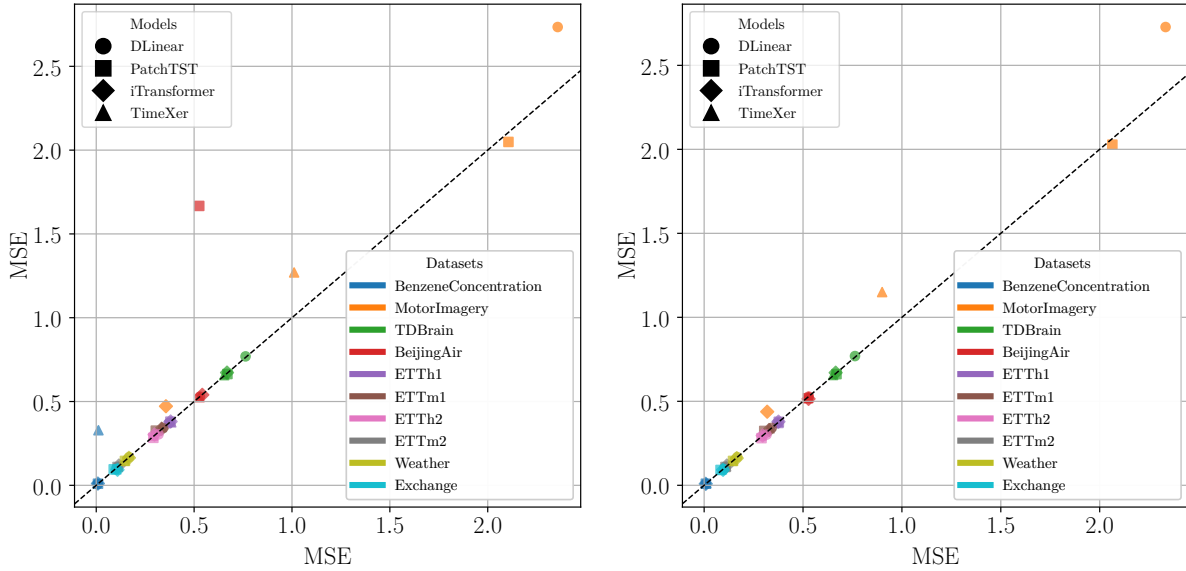 Models
DLinear
PatchTST
iTransformer
TimeXer
Datasets
BenzeneConcentration
MotorImagery
TDBrain
BeijingAir
ETTh1
ETTm1
ETTh2
ETTm2
Weather
Exchange
2.5
2.0
1.5
1.0
0.5
0.0
MSE
0.0 0.5 1.0 1.5 2.0
MSE
Models
DLinear
PatchTST
iTransformer
TimeXer
Datasets
BenzeneConcentration
MotorImagery
TDBrain
BeijingAir
ETTh1
ETTm1
ETTh2
ETTm2
Weather
Exchange
2.5
2.0
1.5
1.0
0.5
0.0
MSE
0.0 0.5 1.0 1.5 2.0
MSE